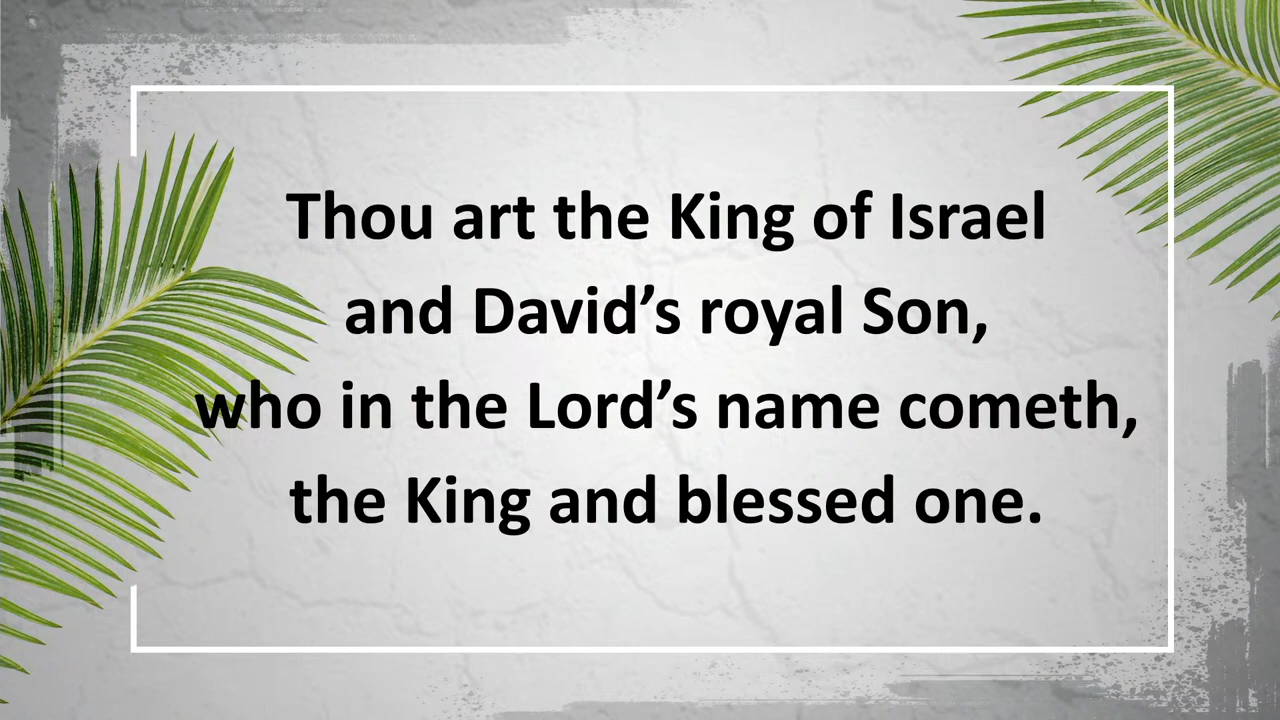 Thou art the King of Israel
and David’s royal Son,
who in the Lord’s name cometh,
the King and blessed one.